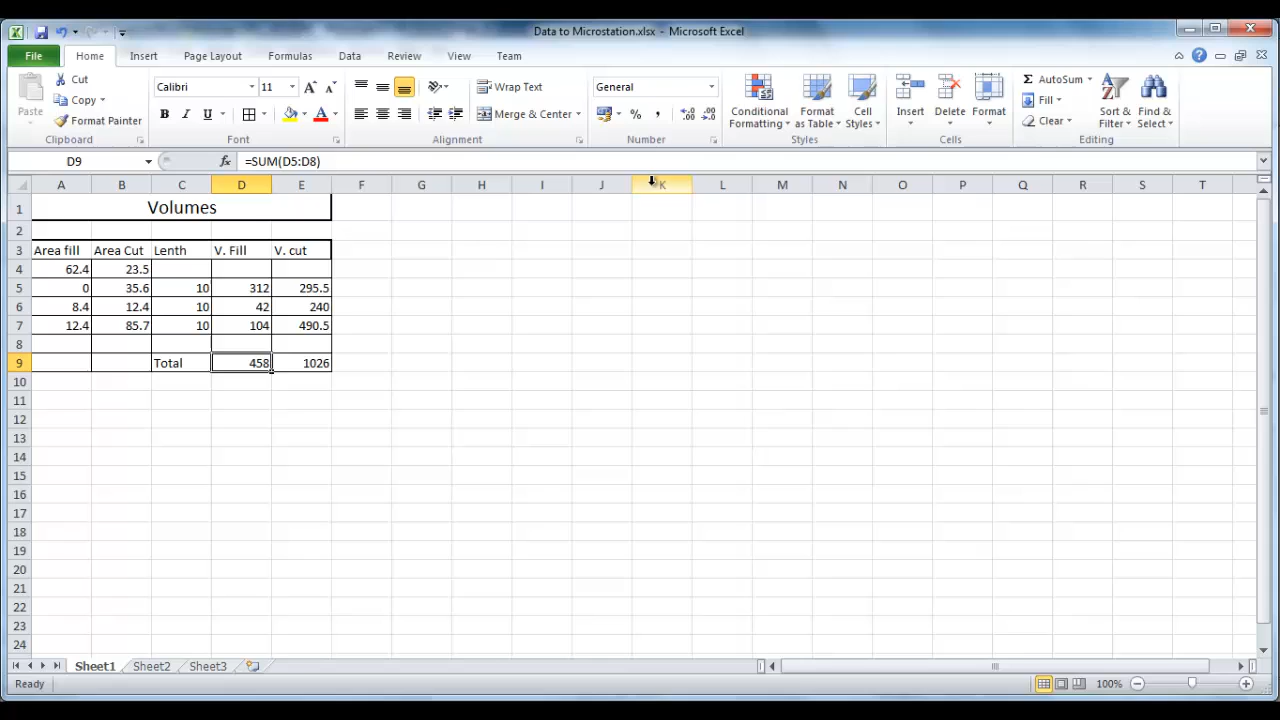 Data to Microstation.xlsx - Microsoft Excel
File Home Insert Page Layout Formulas Data Review View Team
Paste Cut Copy Format Painter Clipboard
Calibri 11 B I U Font
Wrap Text Merge & Center Alignment
General % , Number
Conditional Formatting Format as Table Cell Styles Styles
Insert Delete Format Cells
AutoSum Fill Clear Sort & Filter Find & Select Editing
D9 fx =SUM(D5:D8)
A B C D E F G H I J K L M N O P Q R S T
1 Volumes
2
3 Area fill Area Cut Lenth V. Fill V. cut
4 62.4 23.5
5 0 35.6 10 312 295.5
6 8.4 12.4 10 42 240
7 12.4 85.7 10 104 490.5
8
9 Total 458 1026
10
11
12
13
14
15
16
17
18
19
20
21
22
23
24
Sheet1 Sheet2 Sheet3
Ready 100%